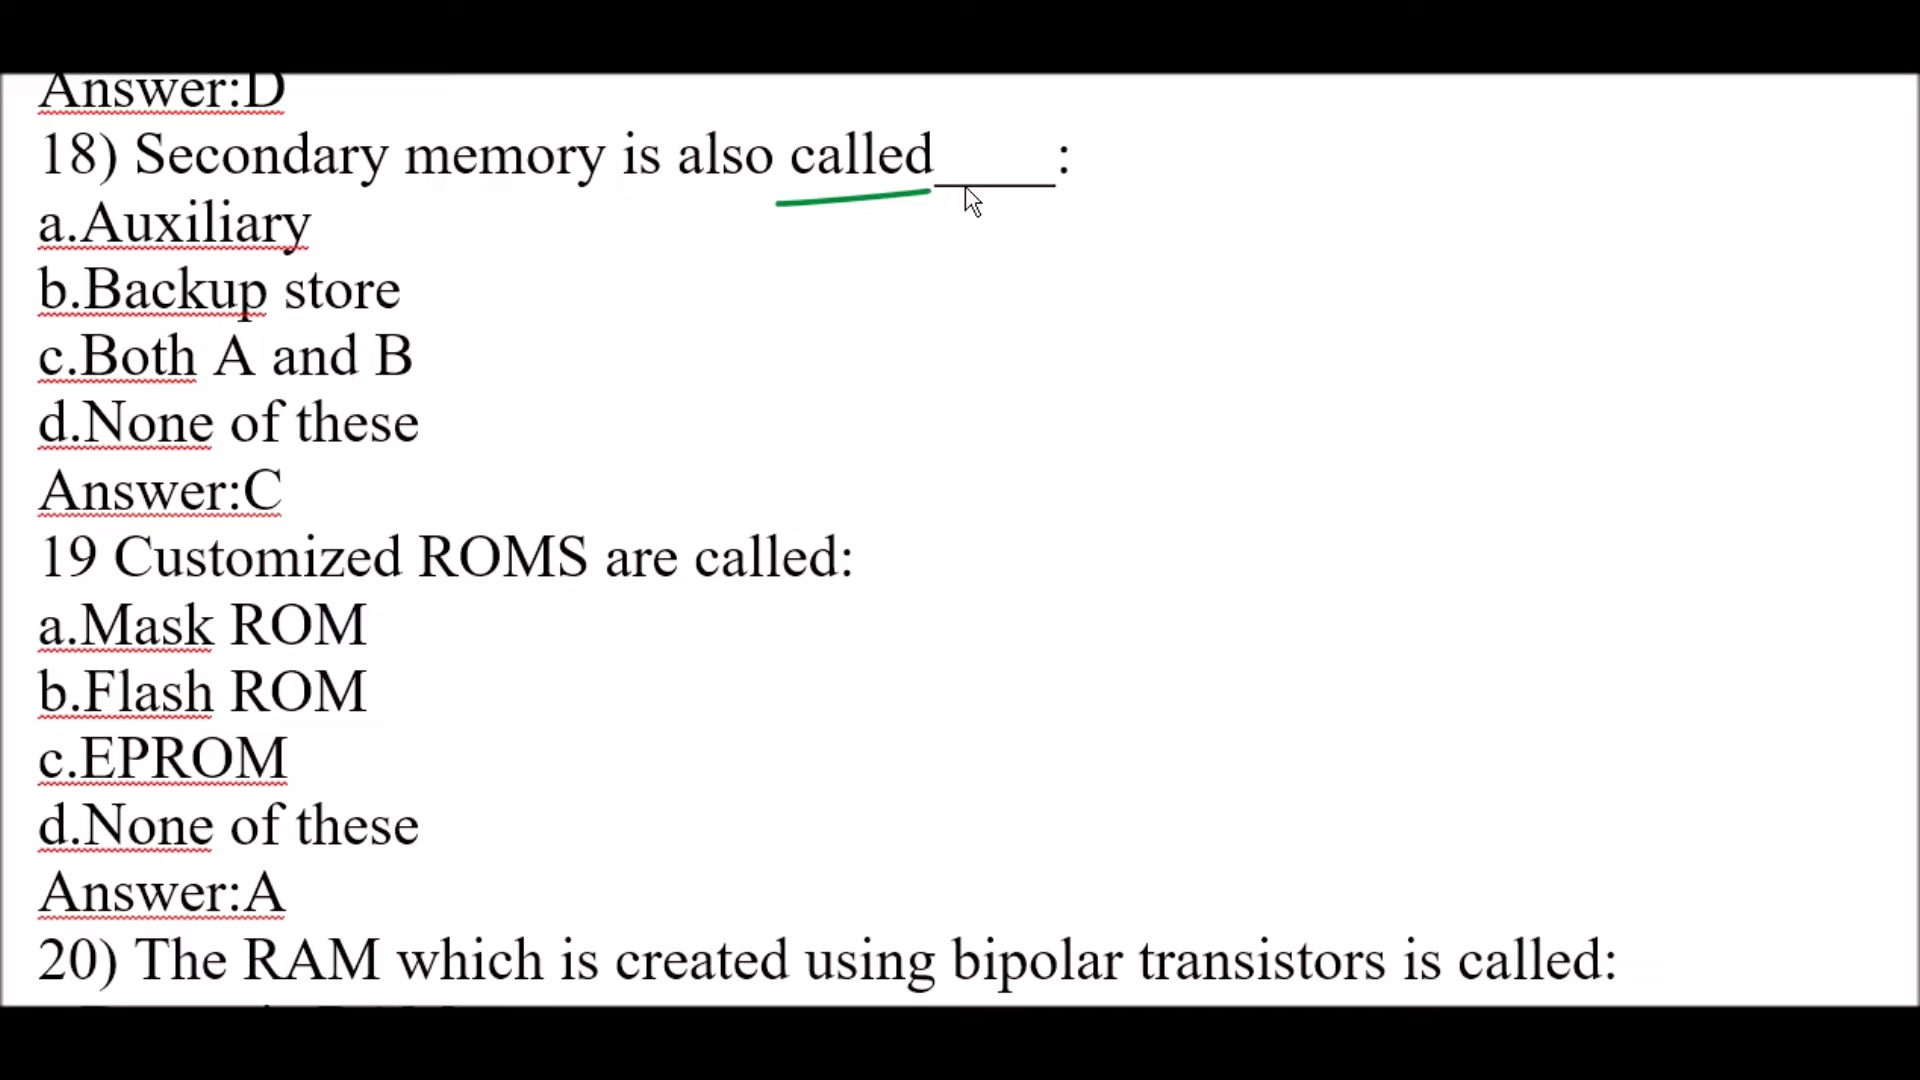 Answer:D
18) Secondary memory is also called____:
a.Auxiliary
b.Backup store
c.Both A and B
d.None of these
Answer:C
19 Customized ROMS are called:
a.Mask ROM
b.Flash ROM
c.EPROM
d.None of these
Answer:A
20) The RAM which is created using bipolar transistors is called: